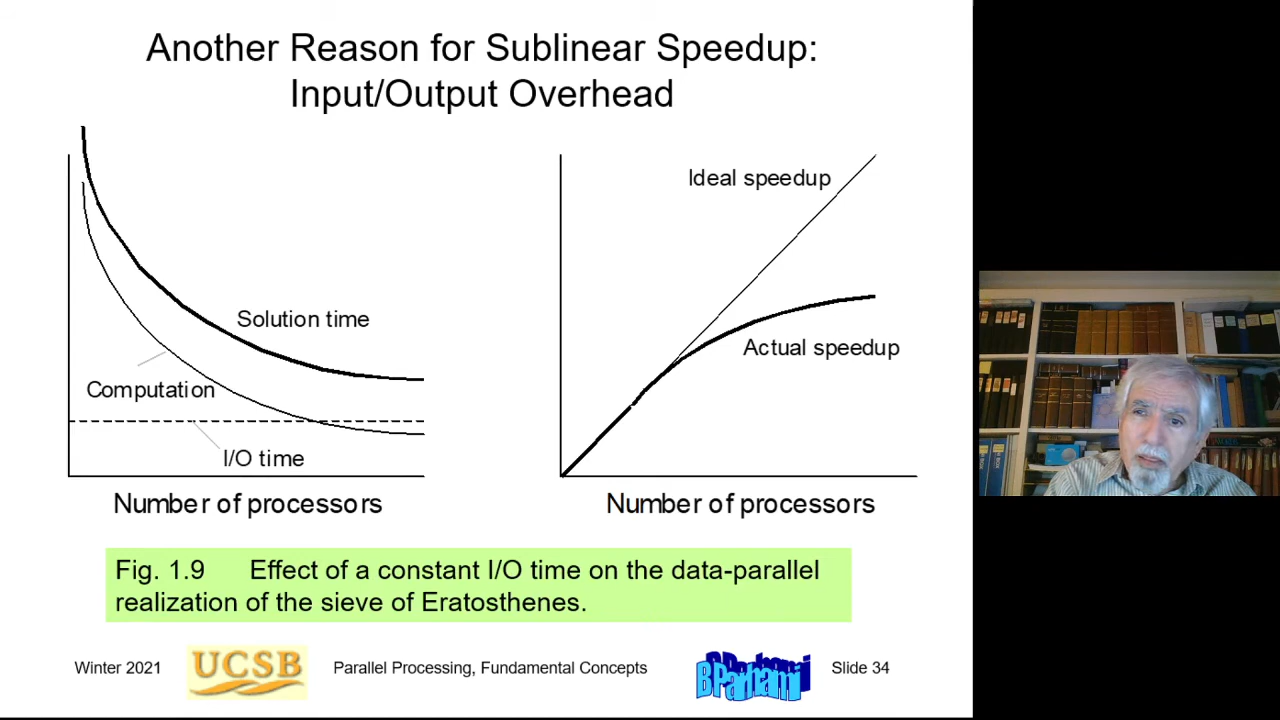 Another Reason for Sublinear Speedup:
Input/Output Overhead
Solution time
Computation
I/O time
Number of processors
Ideal speedup
Actual speedup
Number of processors
Fig. 1.9 Effect of a constant I/O time on the data-parallel
realization of the sieve of Eratosthenes.
Winter 2021
UCSB
Parallel Processing, Fundamental Concepts
BParhami
Slide 34